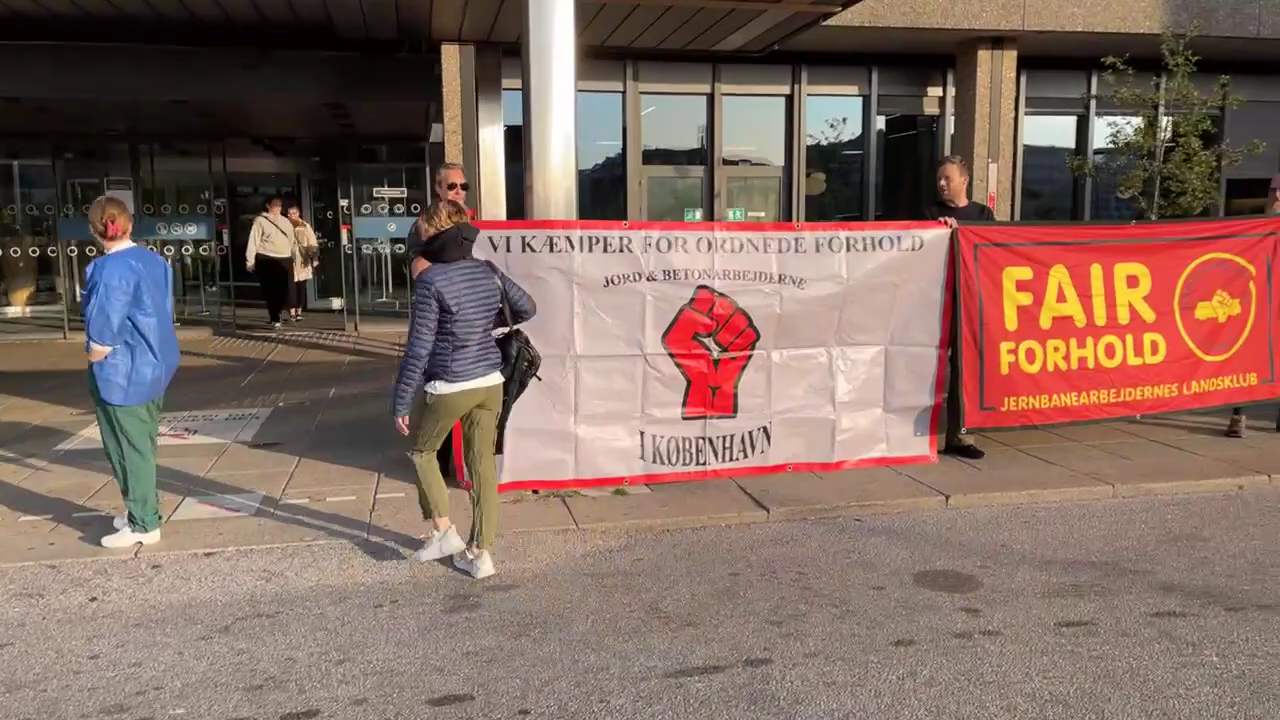 VI KÆMPER FOR ORDNEDE FORHOLD
JORD & BETONARBEJDERNE
I KØBENHAVN
FAIR
FORHOLD
JERNBANEARBEJDERNES LANDSKLUB